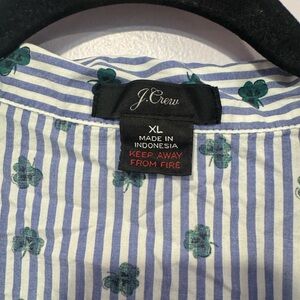 J.Crew
XL
MADE IN
INDONESIA
KEEP AWAY
FROM FIRE